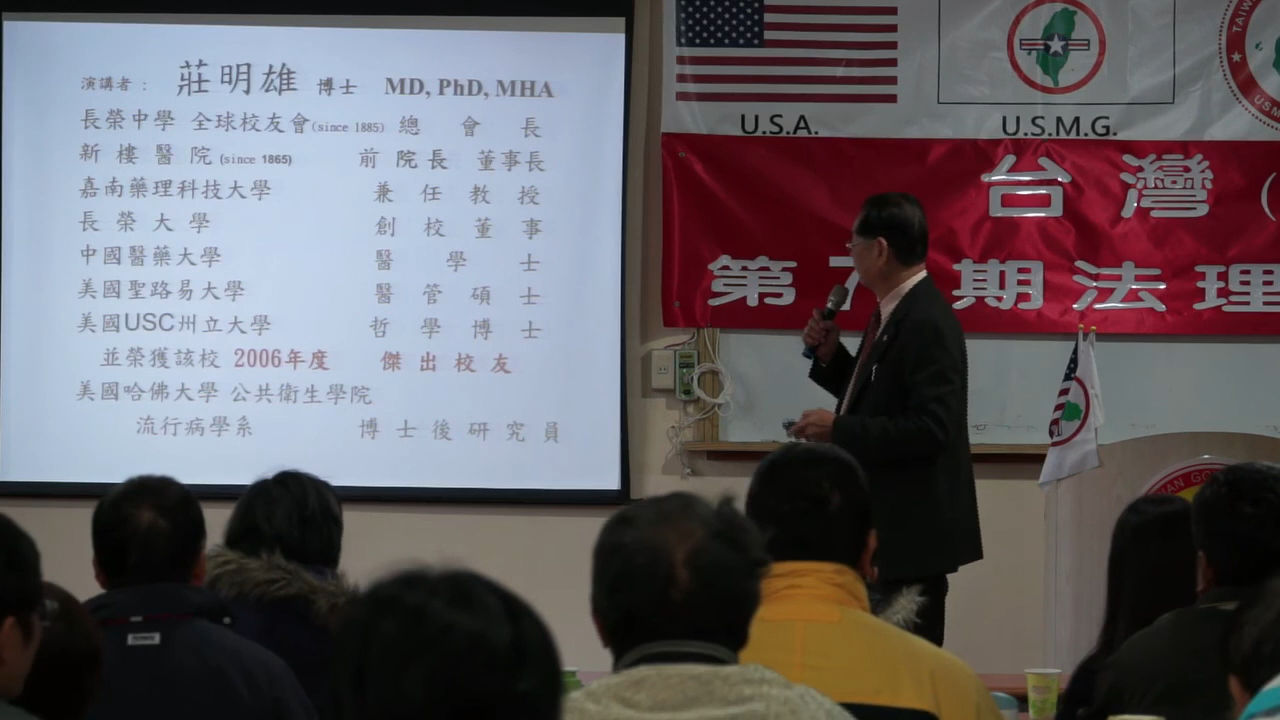 演講者： 莊明雄 博士 MD, PhD, MHA
長榮中學 全球校友會(since 1885) 總會長
新樓醫院 (since 1865) 前院長 董事長
嘉南藥理科技大學 兼任教授
長榮大學 創校董事
中國醫藥大學 醫學士
美國聖路易大學 醫管碩士
美國USC州立大學 哲學博士
並榮獲該校 2006年度 傑出校友
美國哈佛大學 公共衛生學院
流行病學系 博士後研究員
U.S.A.
U.S.M.G.
台灣(
第7期法理